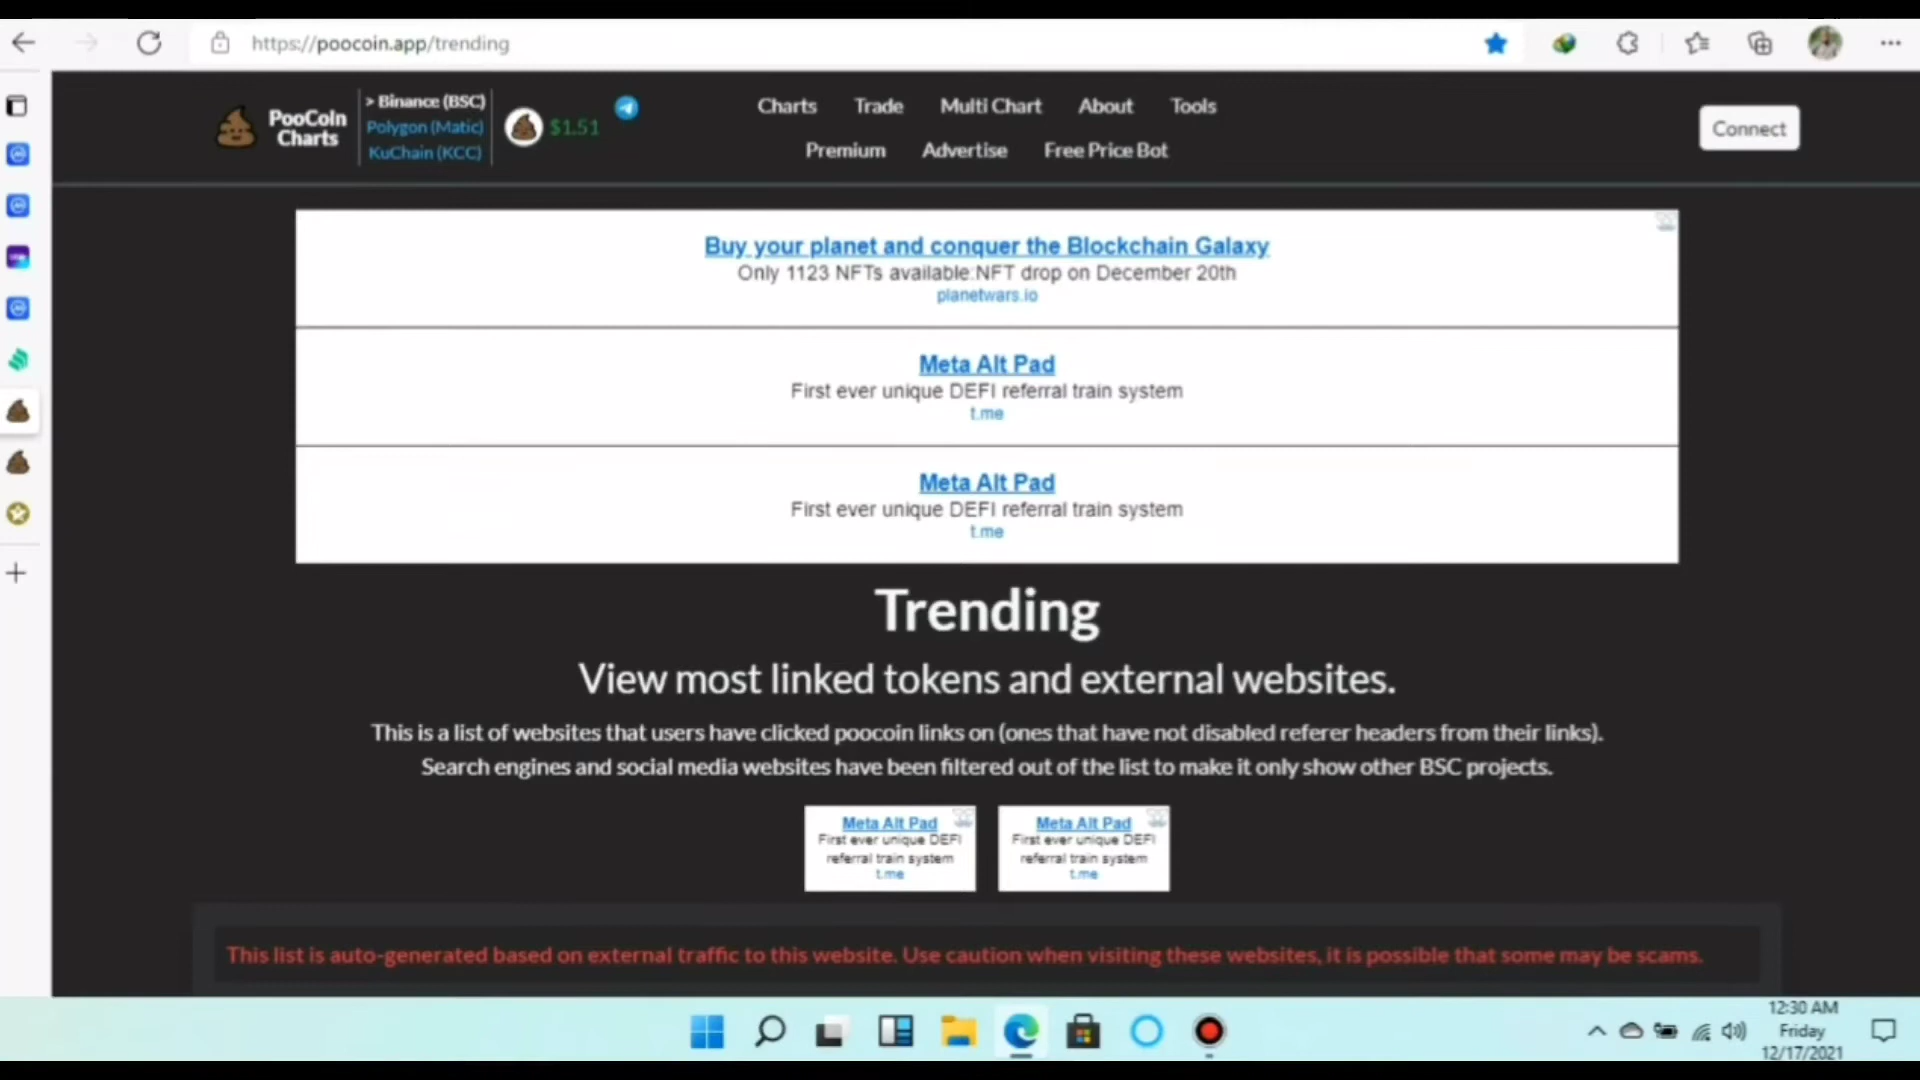 https://poocoin.app/trending
PooCoin
Charts
> Binance (BSC)
Polygon (Matic)
KuChain (KCC)
$1.51
Charts Trade Multi Chart About Tools
Premium Advertise Free Price Bot
Connect
Buy your planet and conquer the Blockchain Galaxy
Only 1123 NFTs available.NFT drop on December 20th
planetwars.io
Meta Alt Pad
First ever unique DEFI referral train system
t.me
Meta Alt Pad
First ever unique DEFI referral train system
t.me
Trending
View most linked tokens and external websites.
This is a list of websites that users have clicked poocoin links on (ones that have not disabled referer headers from their links).
Search engines and social media websites have been filtered out of the list to make it only show other BSC projects.
Meta Alt Pad
First ever unique DEFI
referral train system
t.me
Meta Alt Pad
First ever unique DEFI
referral train system
t.me
This list is auto-generated based on external traffic to this website. Use caution when visiting these websites, it is possible that some may be scams.
12:30 AM
Friday
12/17/2021